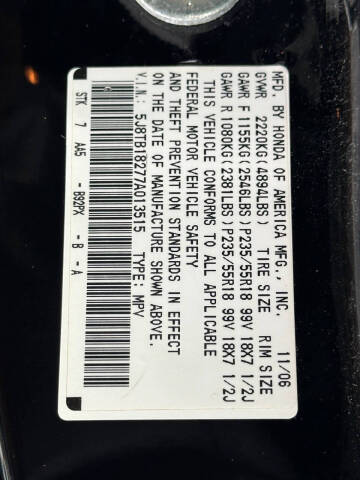 MFD. BY HONDA OF AMERICA MFG., INC. 11/06
GVWR 2220KG(4894LBS) TIRE SIZE RIM SIZE
GAWR F 1155KG(2546LBS)P235/55R18 99V 18X7 1/2J
GAWR R 1080KG(2381LBS)P235/55R18 99V 18X7 1/2J
THIS VEHICLE CONFORMS TO ALL APPLICABLE
FEDERAL MOTOR VEHICLE SAFETY
AND THEFT PREVENTION STANDARDS IN EFFECT
ON THE DATE OF MANUFACTURE SHOWN ABOVE.
V.I.N.: 5J8TB18277A013515 TYPE: MPV
STK 7 AA5 - B92PX - B - A